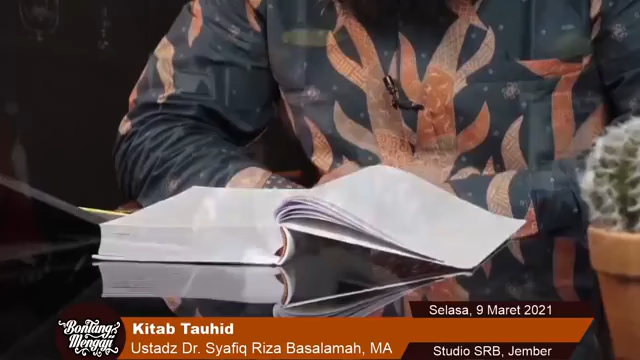 Selasa, 9 Maret 2021
Bontang
Mengaji
Kitab Tauhid
Ustadz Dr. Syafiq Riza Basalamah, MA
Studio SRB, Jember